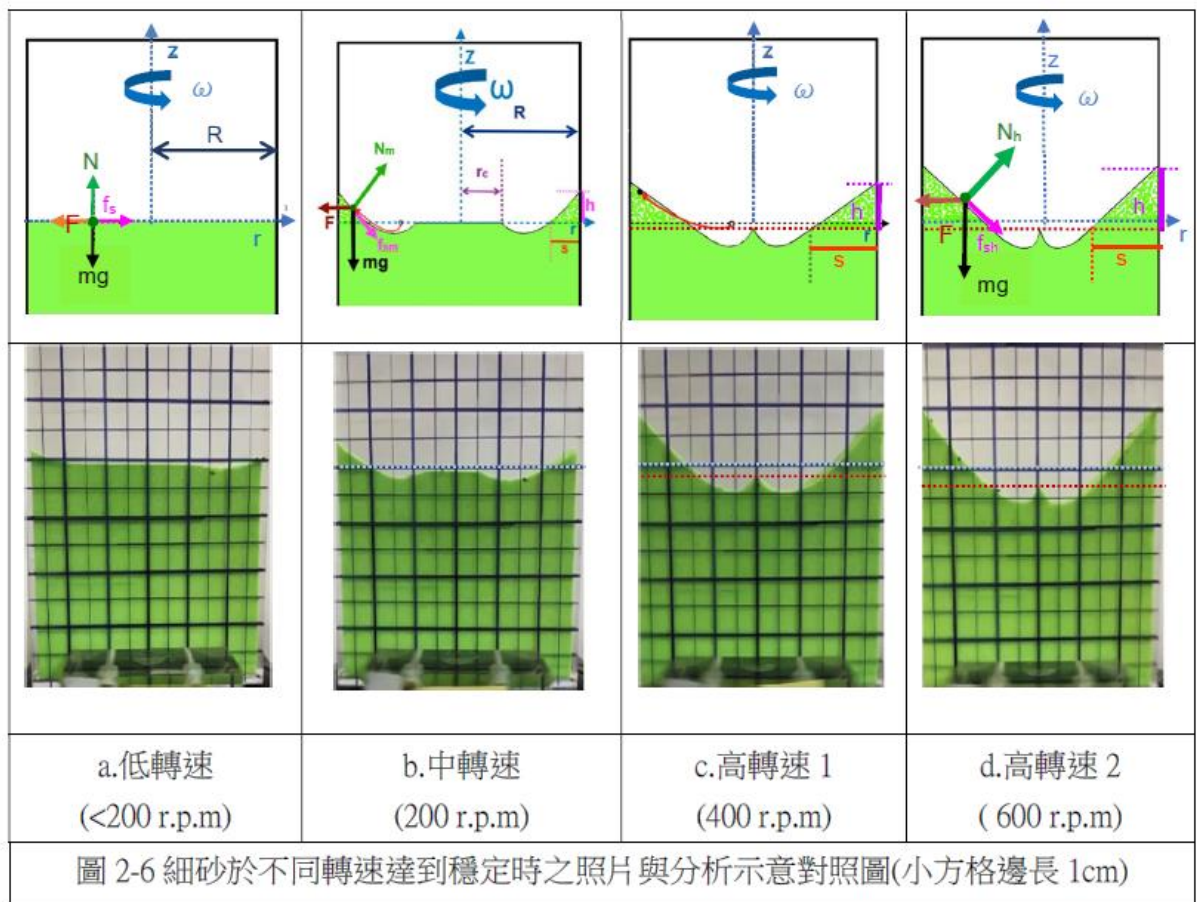 z
ω
R
N
fs
F
r
mg
z
ω
R
Nm
rc
F
h
r
fsm
s
mg
z
ω
h
r
s
z
ω
Nh
h
F
r
fsh
s
mg
a.低轉速
(<200 r.p.m)
b.中轉速
(200 r.p.m)
c.高轉速 1
(400 r.p.m)
d.高轉速 2
( 600 r.p.m)
圖 2-6 細砂於不同轉速達到穩定時之照片與分析示意對照圖(小方格邊長 1cm)